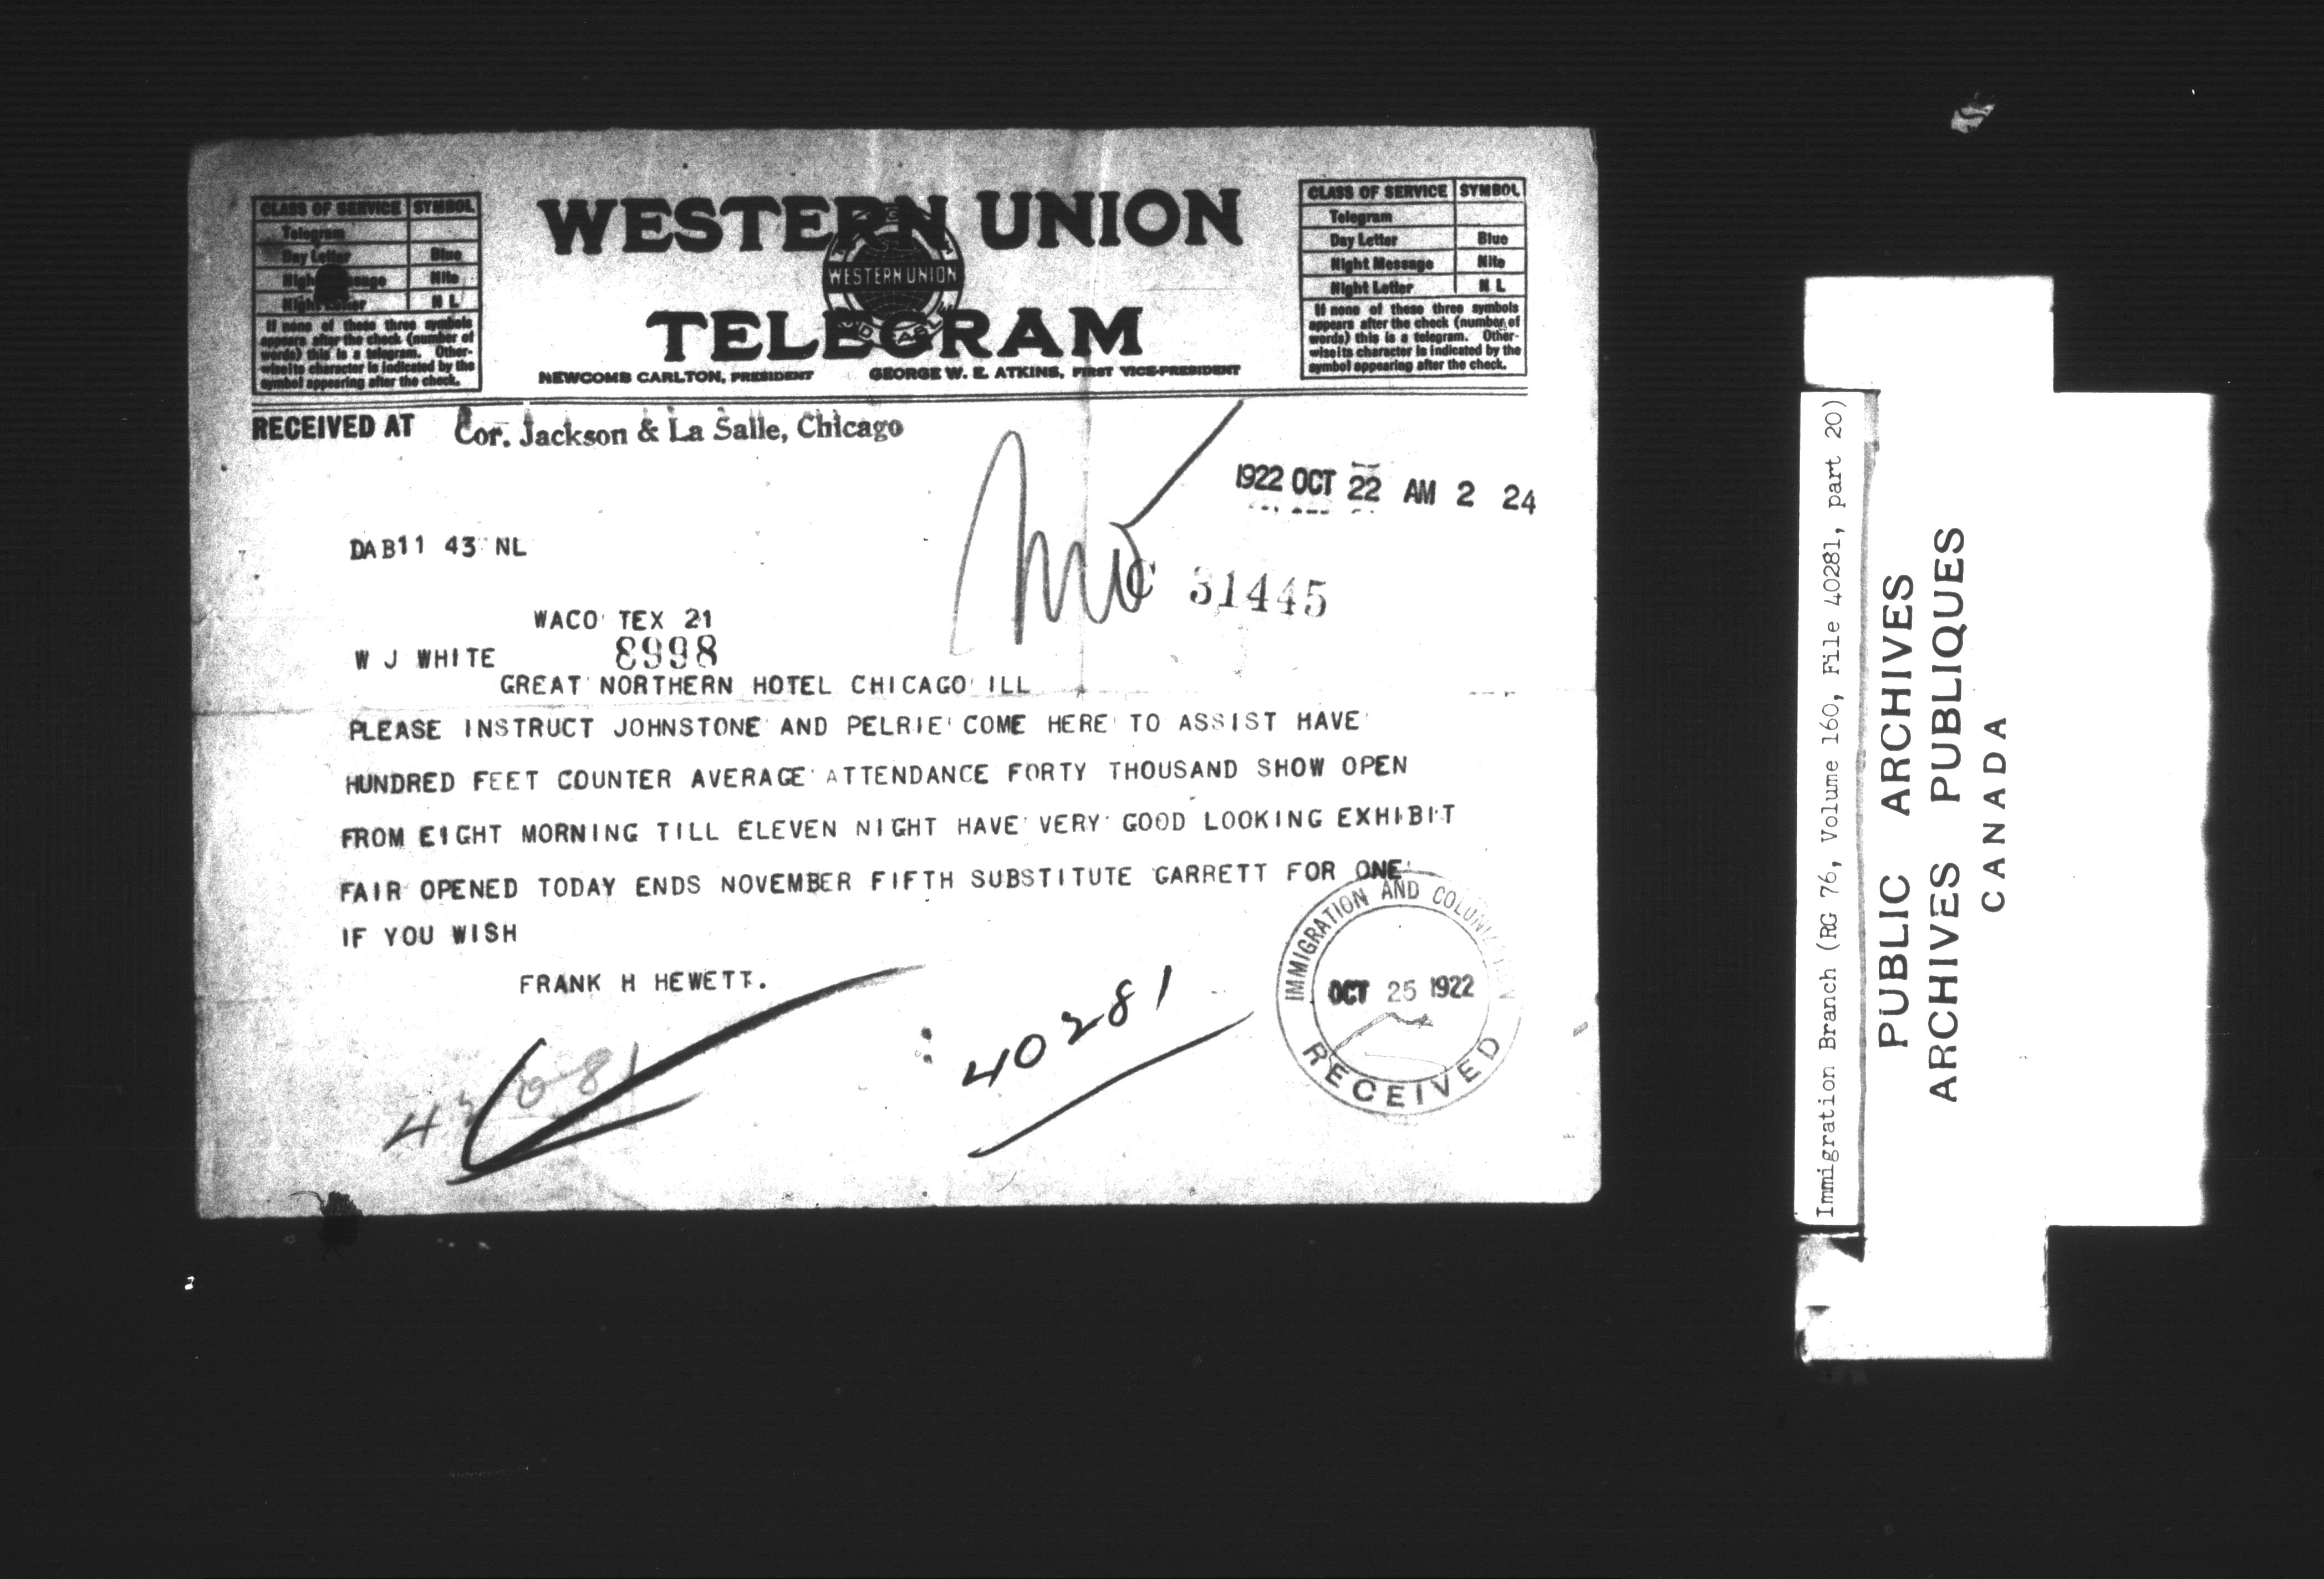 CLASS OF SERVICE SYMBOL
Telegram
Day Letter Blue
Night Message Nite
Night Letter N L
If none of these three symbols
appears after the check (number of
words) this is a telegram. Other-
wise its character is indicated by the
symbol appearing after the check.
WESTERN UNION
WESTERN UNION
TELEGRAM
NEWCOMB CARLTON, PRESIDENT GEORGE W. E. ATKINS, FIRST VICE-PRESIDENT
CLASS OF SERVICE SYMBOL
Telegram
Day Letter Blue
Night Message Nite
Night Letter N L
If none of these three symbols
appears after the check (number of
words) this is a telegram. Other-
wise its character is indicated by the
symbol appearing after the check.
RECEIVED AT Cor. Jackson & La Salle, Chicago
1922 OCT 22 AM 2 24
DAB11 43 NL
C 31445
WACO TEX 21
W J WHITE 8998
GREAT NORTHERN HOTEL CHICAGO ILL
PLEASE INSTRUCT JOHNSTONE AND PELRIE COME HERE TO ASSIST HAVE
HUNDRED FEET COUNTER AVERAGE ATTENDANCE FORTY THOUSAND SHOW OPEN
FROM EIGHT MORNING TILL ELEVEN NIGHT HAVE VERY GOOD LOOKING EXHIBIT
FAIR OPENED TODAY ENDS NOVEMBER FIFTH SUBSTITUTE GARRETT FOR ONE
IF YOU WISH
FRANK H HEWETT.
IMMIGRATION AND COLONIZATION
OCT 25 1922
RECEIVED
40281
Immigration Branch (RG 76, Volume 160, File 40281, part 20)
PUBLIC ARCHIVES
ARCHIVES PUBLIQUES
CANADA